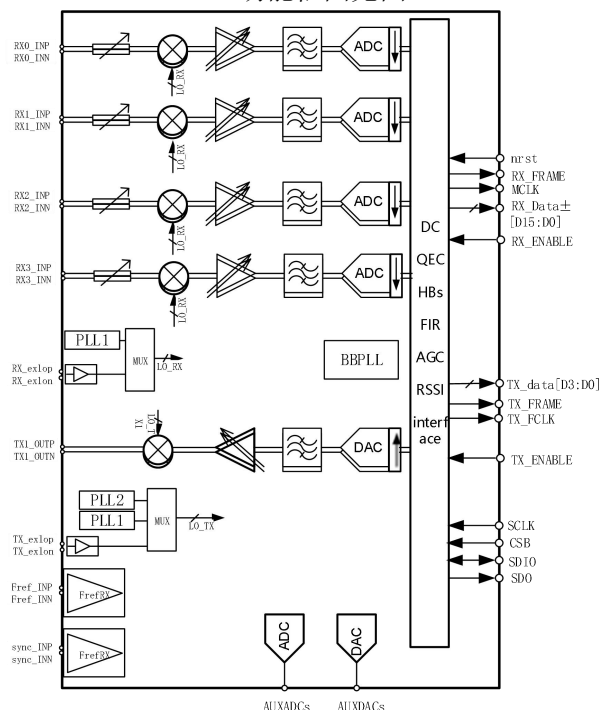 RX0_INP
RX0_INN
LO_RX
ADC
RX1_INP
RX1_INN
LO_RX
ADC
RX2_INP
RX2_INN
LO_RX
ADC
RX3_INP
RX3_INN
LO_RX
ADC
PLL1
MUX
LO_RX
RX_exlop
RX_exlon
BBPLL
TX1_OUTP
TX1_OUTN
TX
DAC
PLL2
PLL1
MUX
LO_TX
TX_exlop
TX_exlon
Fref_INP
Fref_INN
FrefRX
sync_INP
sync_INN
FrefRX
ADC
DAC
AUXADCs
AUXDACs
DC
QEC
HBs
FIR
AGC
RSSI
interf
ace
nrst
RX_FRAME
MCLK
RX_Data±
[D15:D0]
RX_ENABLE
TX_data[D3:D0]
TX_FRAME
TX_FCLK
TX_ENABLE
SCLK
CSB
SDIO
SDO